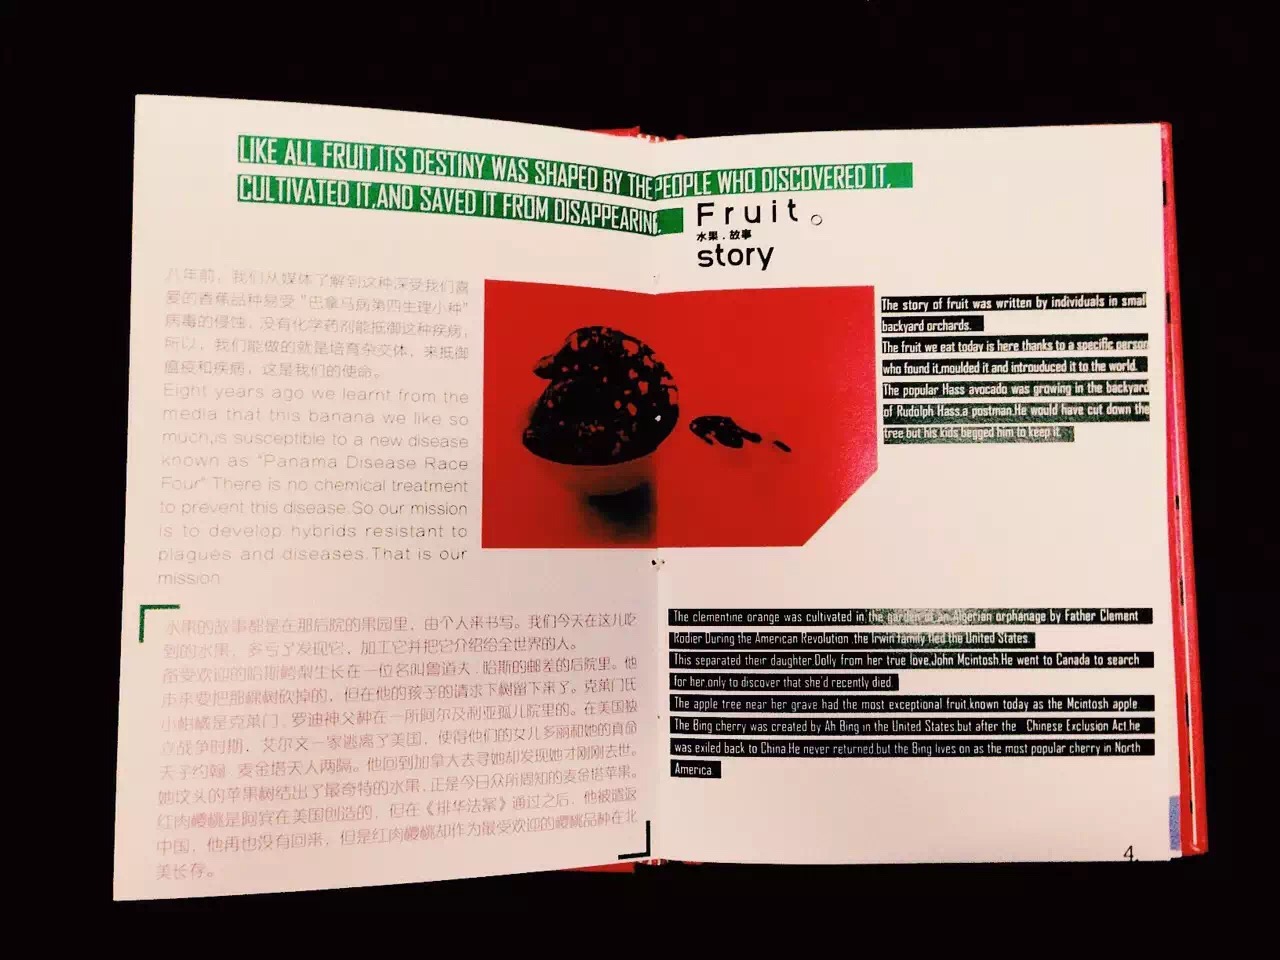 LIKE ALL FRUIT,ITS DESTINY WAS SHAPED BY THE PEOPLE WHO DISCOVERED IT,
CULTIVATED IT,AND SAVED IT FROM DISAPPEARING.
Fruit。
水果.故事
story
八年前，我们从媒体了解到这种深受我们喜
爱的香蕉品种易受“巴拿马病第四生理小种”
病毒的侵蚀，没有化学药剂能抵御这种疾病，
所以，我们能做的就是培育杂交体，来抵御
瘟疫和疾病，这是我们的使命。
Eight years ago we learnt from the
media that this banana we like so
much,is susceptible to a new disease
known as "Panama Disease Race
Four" There is no chemical treatment
to prevent this disease.So our mission
is to develop hybrids resistant to
plagues and diseases.That is our
mission
The story of fruit was written by individuals in smal
backyard orchards.
The fruit we eat today is here thanks to a specific person
who found it,moulded it and introuduced it to the world.
The popular Hass avocado was growing in the backyard
of Rudolph Hass,a postman.He would have cut down the
tree but his kids begged him to keep it.
水果的故事都是在那后院的果园里，由个人来书写。我们今天在这儿吃
到的水果，多亏了发现它，加工它并把它介绍给全世界的人。
备受欢迎的哈斯鳄梨生长在一位名叫鲁道夫.哈斯的邮差的后院里。他
本来要把那棵树砍掉的，但在他的孩子的请求下树留下来了。克莱门氏
小柑橘是克莱门.罗迪神父种在一所阿尔及利亚孤儿院里的。在美国独
立战争时期，艾尔文一家逃离了美国，使得他们的女儿多丽和她的真命
天子约翰.麦金塔天人两隔。他回到加拿大去寻她却发现她才刚刚去世。
她坟头的苹果树结出了最奇特的水果，正是今日众所周知的麦金塔苹果。
红肉樱桃是阿宾在美国创造的，但在《排华法案》通过之后，他被遣返
中国，他再也没有回来，但是红肉樱桃却作为最受欢迎的樱桃品种在北
美长存。
The clementine orange was cultivated in the garden of an Algerian orphanage by Father Clement
Rodier During the American Revolution ,the Irwin family fled the United States.
This separated their daughter,Dolly from her true love,John Mcintosh.He went to Canada to search
for her,only to discover that she'd recently died.
The apple tree near her grave had the most exceptional fruit,known today as the Mcintosh apple
The Bing cherry was created by Ah Bing in the United States but after the Chinese Exclusion Act,he
was exiled back to China.He never returned but the Bing lives on as the most popular cherry in North
America
4.